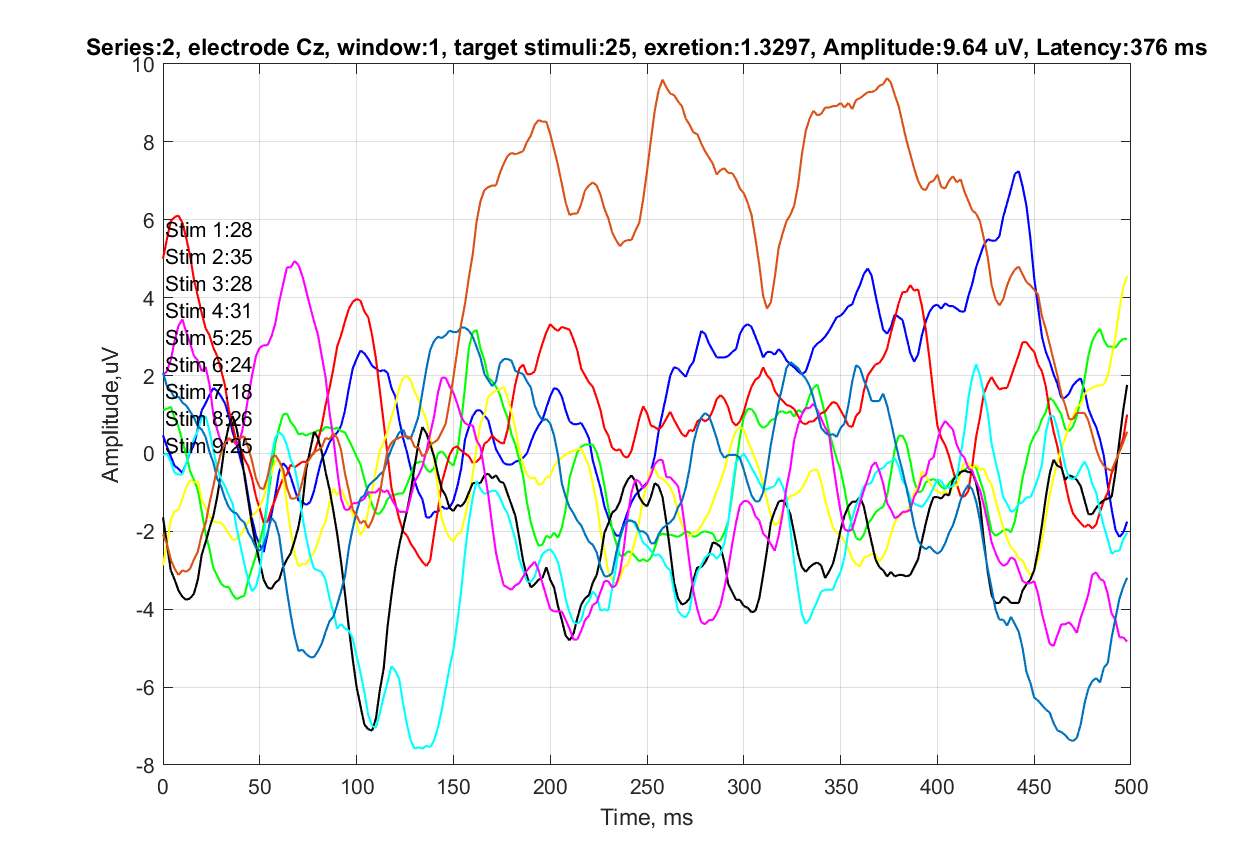 Series:2, electrode Cz, window:1, target stimuli:25, exretion:1.3297, Amplitude:9.64 uV, Latency:376 ms
10
8
6
4
2
0
-2
-4
-6
-8
Amplitude,uV
Stim 1:28
Stim 2:35
Stim 3:28
Stim 4:31
Stim 5:25
Stim 6:24
Stim 7:18
Stim 8:26
Stim 9:25
0 50 100 150 200 250 300 350 400 450 500
Time, ms